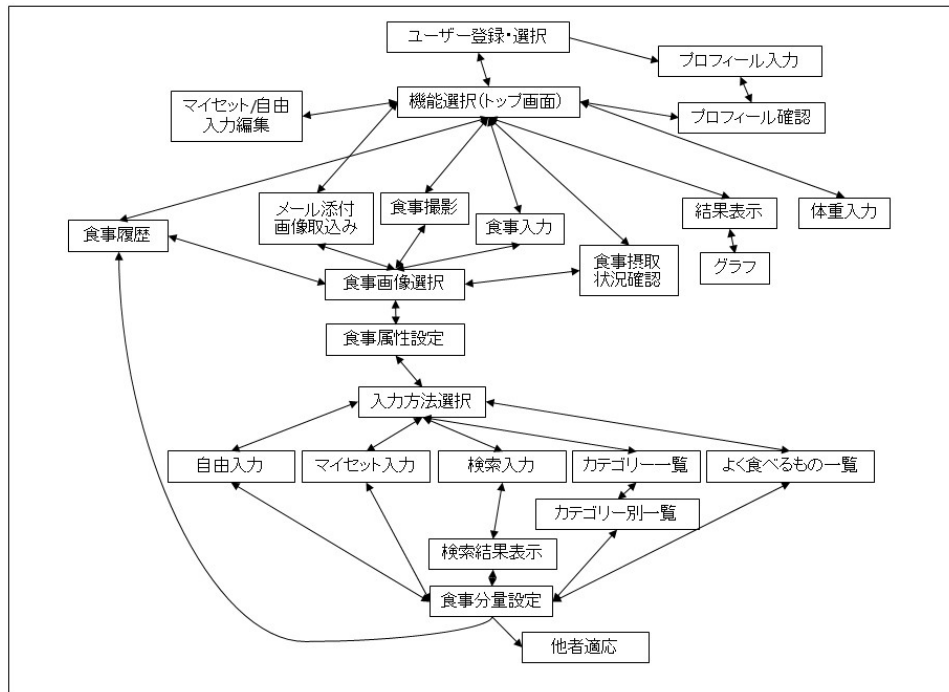 ユーザー登録・選択
プロフィール入力
機能選択(トップ画面)
マイセット/自由
入力編集
プロフィール確認
メール添付
画像取込み
食事撮影
食事入力
結果表示
体重入力
食事履歴
食事摂取
状況確認
グラフ
食事画像選択
食事属性設定
入力方法選択
自由入力
マイセット入力
検索入力
カテゴリー一覧
よく食べるもの一覧
カテゴリー別一覧
検索結果表示
食事分量設定
他者適応